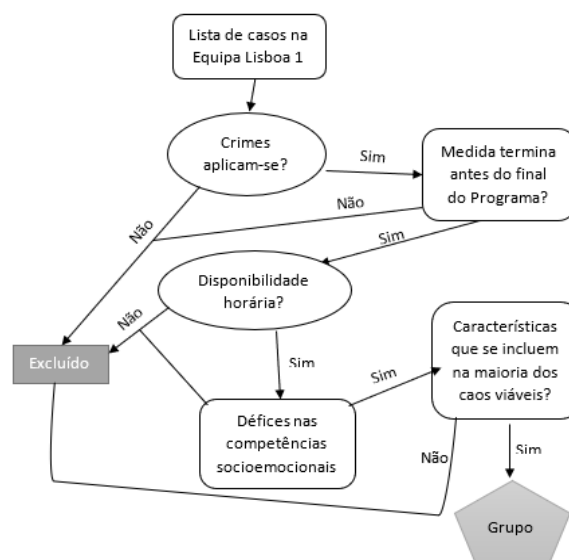 Lista de casos na
Equipa Lisboa 1
Crimes
aplicam-se?
Sim
Medida termina
antes do final
do Programa?
Não
Não
Sim
Disponibilidade
horária?
Não
Sim
Excluído
Características
que se incluem
na maioria dos
caos viáveis?
Sim
Défices nas
competências
socioemocionais
Não
Sim
Grupo